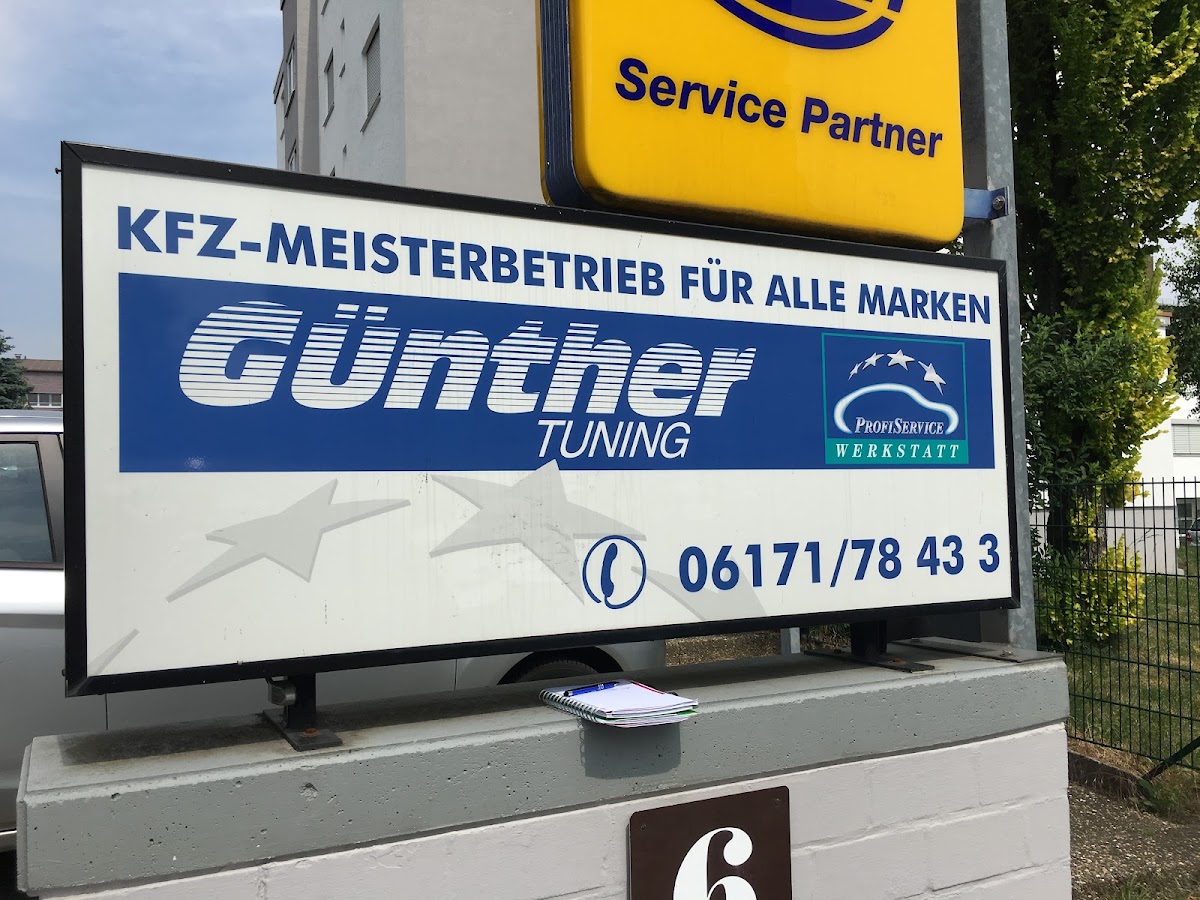 Service Partner
KFZ-MEISTERBETRIEB FÜR ALLE MARKEN
Günther
TUNING
PROFISERVICE
WERKSTATT
06171/78 43 3
6